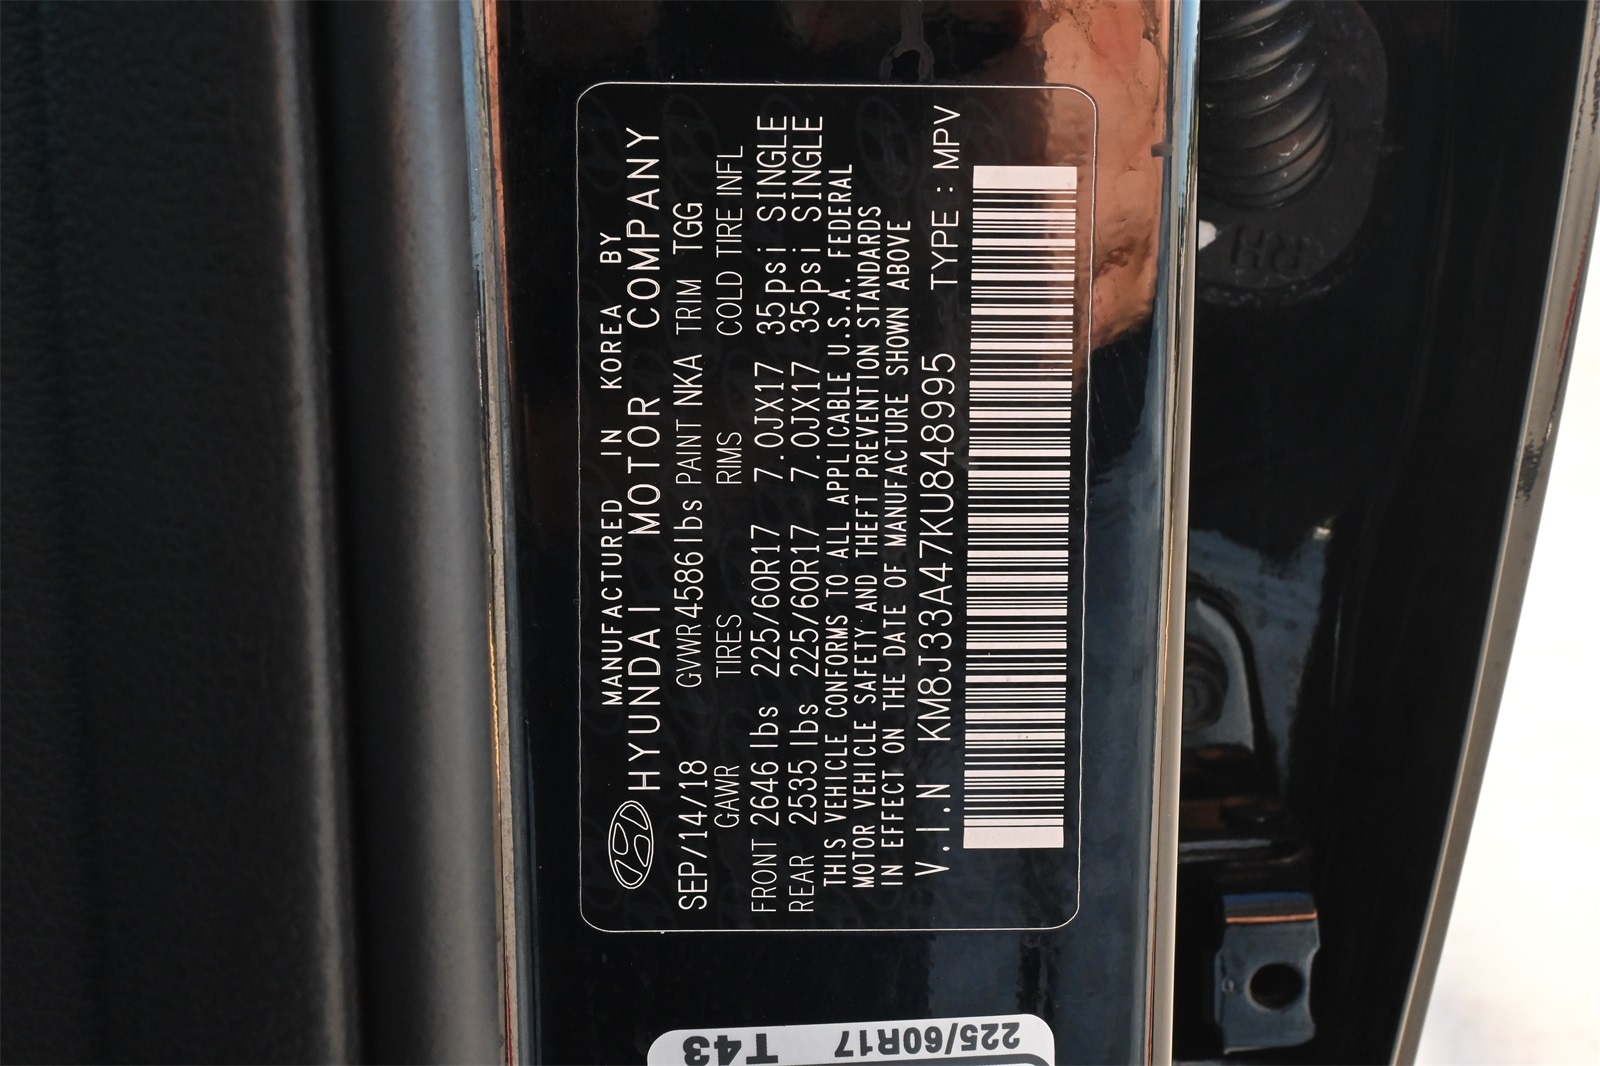 MANUFACTURED IN KOREA BY
HYUNDAI MOTOR COMPANY
SEP/14/18 GVWR 4586lbs PAINT NKA TRIM TGG
GAWR TIRES RIMS COLD TIRE INFL
FRONT 2646lbs 225/60R17 7.0JX17 35psi SINGLE
REAR 2535lbs 225/60R17 7.0JX17 35psi SINGLE
THIS VEHICLE CONFORMS TO ALL APPLICABLE U.S.A. FEDERAL
MOTOR VEHICLE SAFETY AND THEFT PREVENTION STANDARDS
IN EFFECT ON THE DATE OF MANUFACTURE SHOWN ABOVE
V.I.N KM8J33A47KU848995 TYPE : MPV
RH
T43
225/60R17